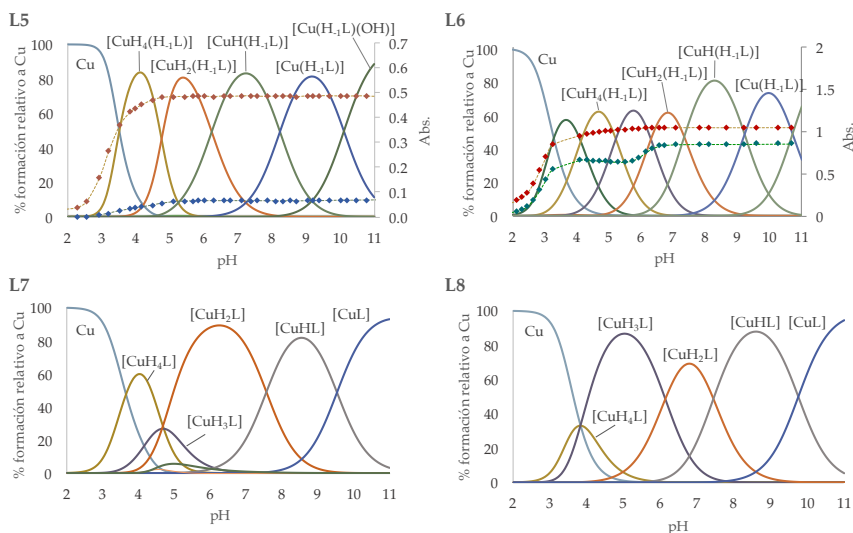 L5
[CuH4(H-1L)]
[CuH(H-1L)]
[Cu(H-1L)(OH)]
[CuH2(H-1L)]
[Cu(H-1L)]
Cu
% formación relativo a Cu
100
80
60
40
20
0
0.7
0.6
0.5
0.4
0.3
0.2
0.1
0.0
Abs.
2 3 4 5 6 7 8 9 10 11
pH
L6
[CuH(H-1L)]
[CuH2(H-1L)]
[CuH4(H-1L)]
[Cu(H-1L)]
Cu
% formación relativo a Cu
100
80
60
40
20
0
2
1.5
1
0.5
0
Abs.
2 3 4 5 6 7 8 9 10 11
pH
L7
[CuH2L]
[CuHL]
[CuL]
Cu
[CuH4L]
[CuH3L]
% formación relativo a Cu
100
80
60
40
20
0
2 3 4 5 6 7 8 9 10 11
pH
L8
[CuH3L]
[CuHL]
[CuL]
Cu
[CuH2L]
[CuH4L]
% formación relativo a Cu
100
80
60
40
20
0
2 3 4 5 6 7 8 9 10 11
pH